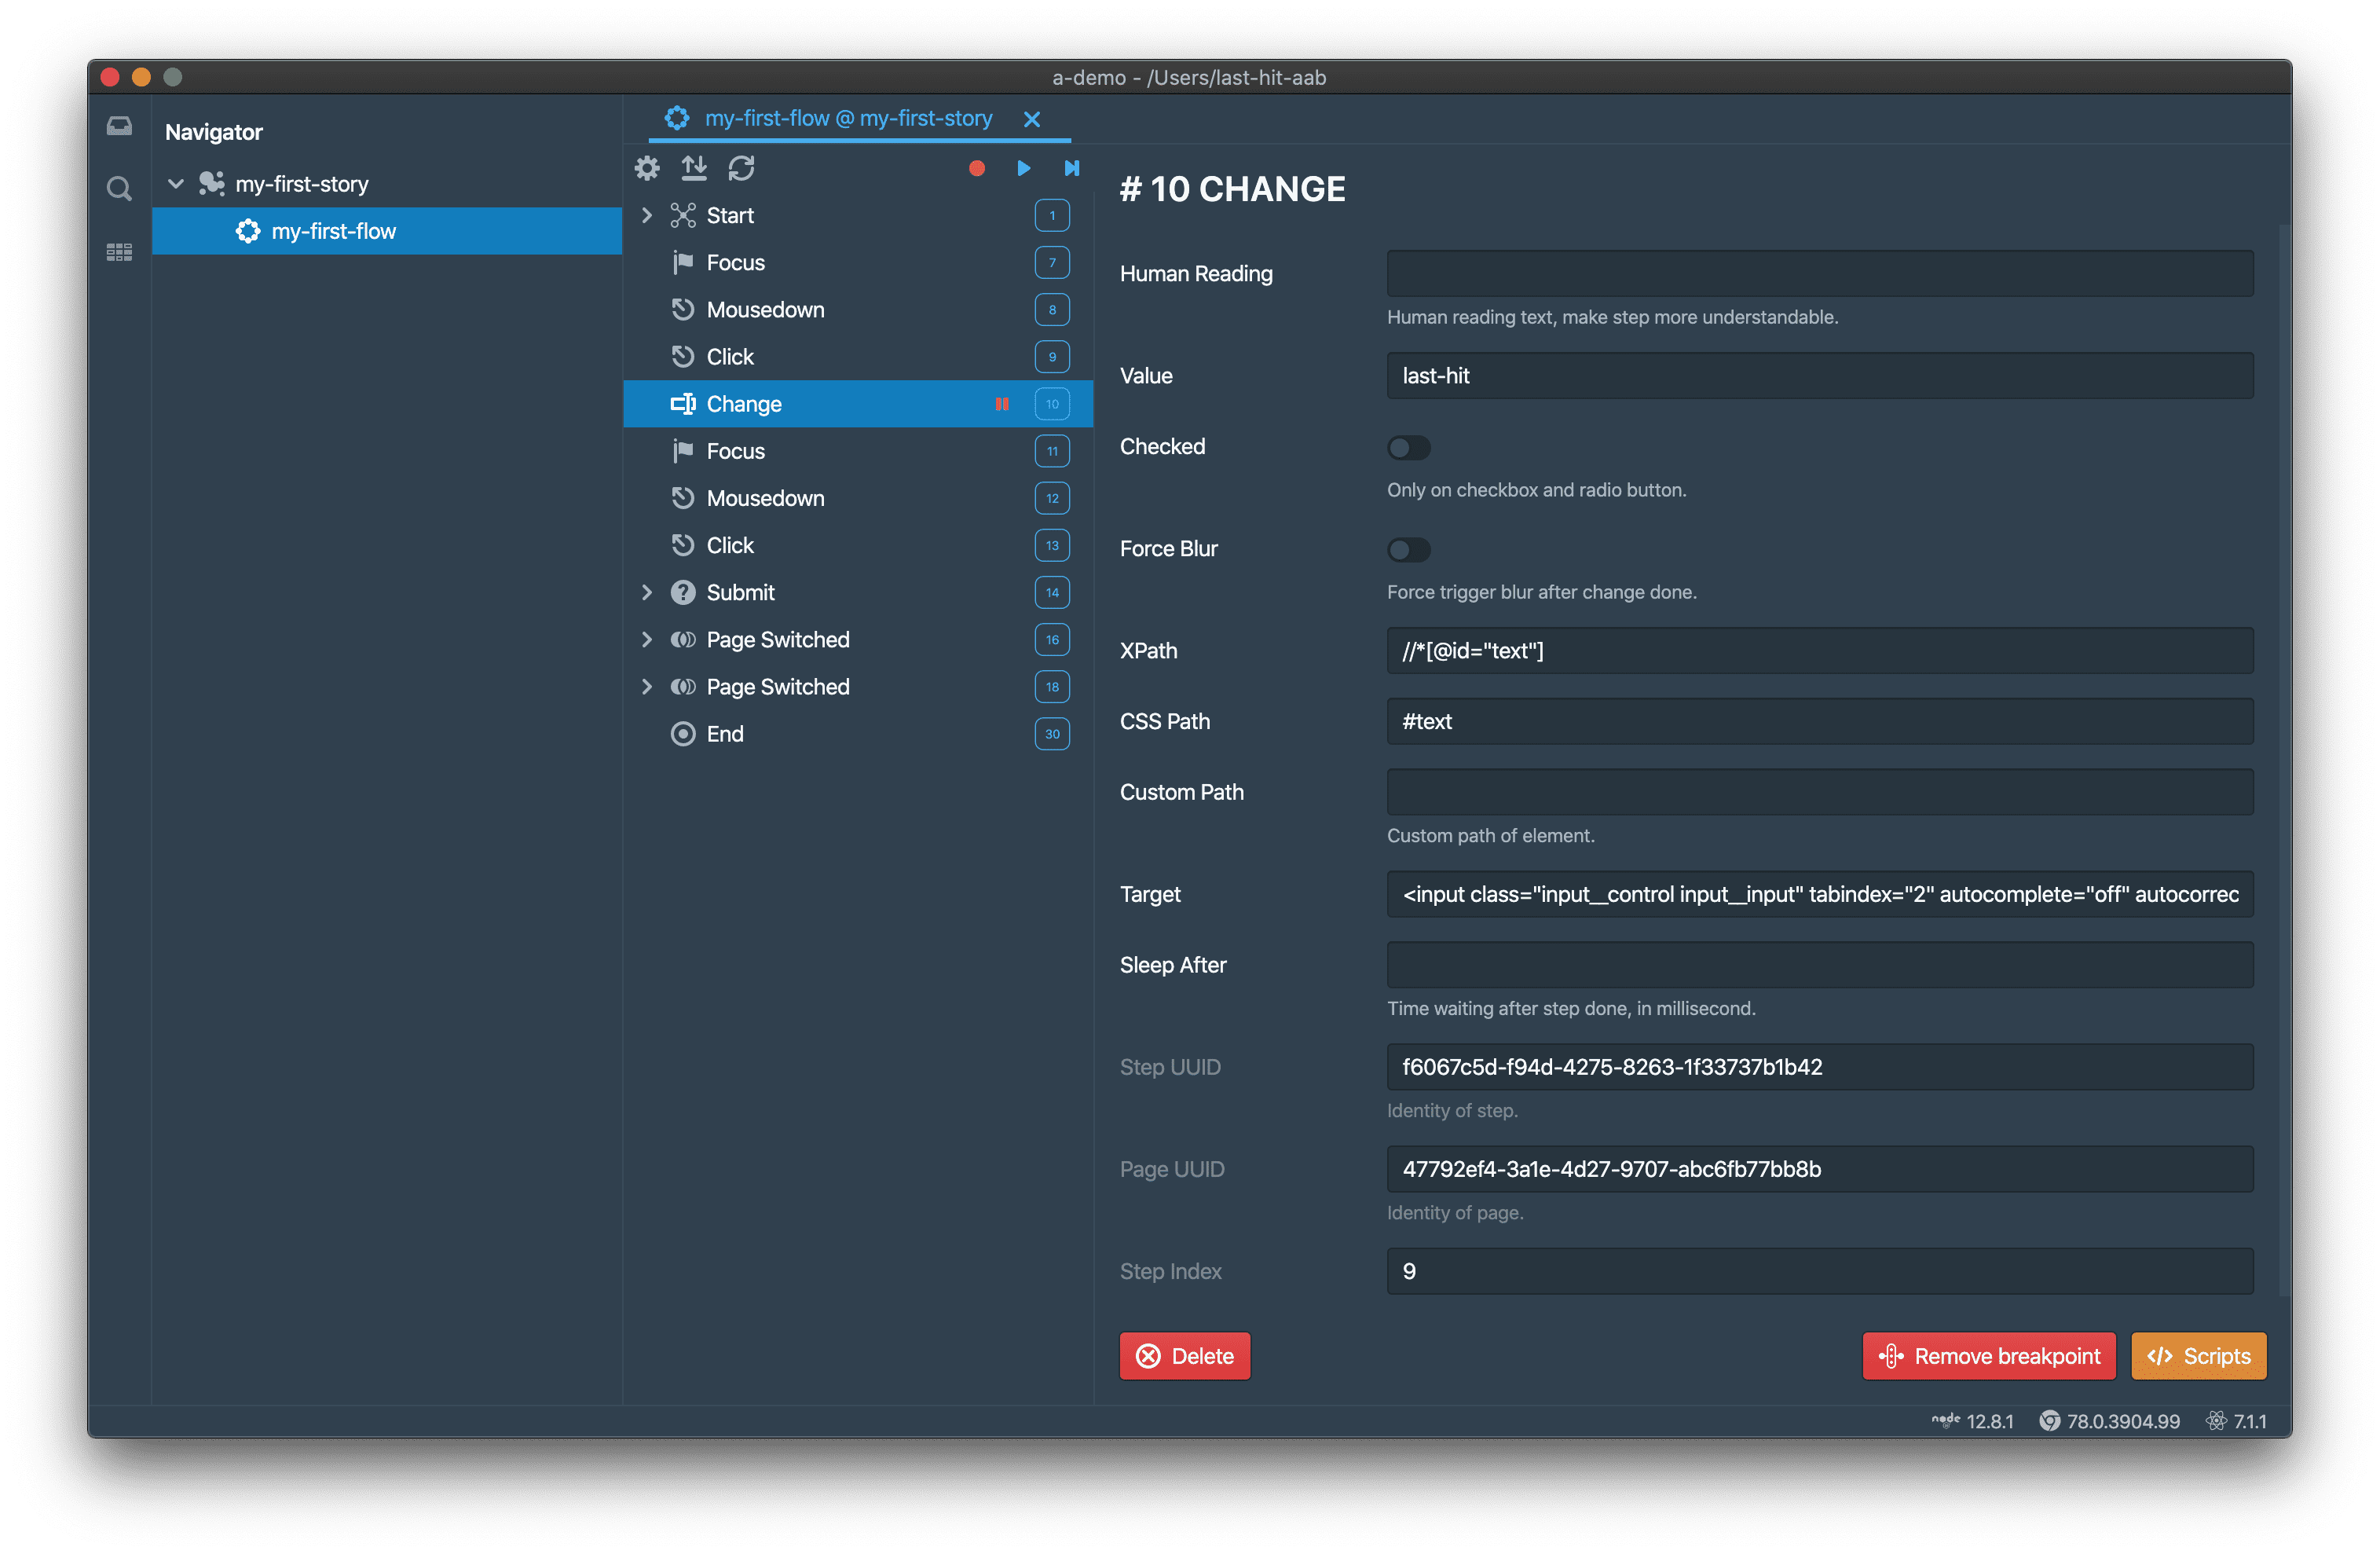 a-demo - /Users/last-hit-aab
Navigator
my-first-story
my-first-flow
my-first-flow @ my-first-story
Start 1
Focus 7
Mousedown 8
Click 9
Change 10
Focus 11
Mousedown 12
Click 13
Submit 14
Page Switched 16
Page Switched 18
End 30
# 10 CHANGE
Human Reading
Human reading text, make step more understandable.
Value last-hit
Checked
Only on checkbox and radio button.
Force Blur
Force trigger blur after change done.
XPath //*[@id="text"]
CSS Path #text
Custom Path
Custom path of element.
Target <input class="input__control input__input" tabindex="2" autocomplete="off" autocorrec
Sleep After
Time waiting after step done, in millisecond.
Step UUID f6067c5d-f94d-4275-8263-1f33737b1b42
Identity of step.
Page UUID 47792ef4-3a1e-4d27-9707-abc6fb77bb8b
Identity of page.
Step Index 9
Delete Remove breakpoint </> Scripts
node 12.8.1 78.0.3904.99 7.1.1